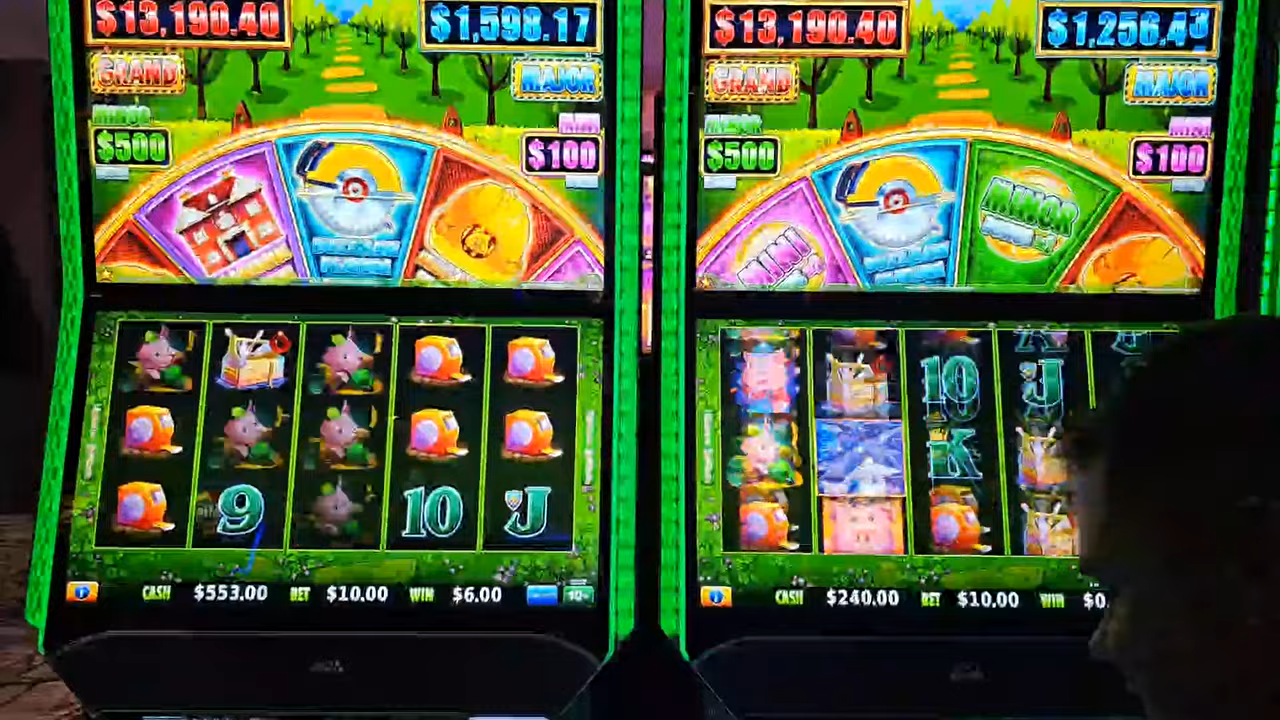 $13,190.40
$1,598.17
GRAND
MAJOR
MINOR
$500
MINI
$100
9
10
J
CASH $553.00 BET $10.00 WIN $6.00
$13,190.40
$1,256.43
GRAND
MAJOR
MINOR
$500
MINI
$100
MINI
MINOR
10
J
K
CASH $240.00 BET $10.00 WIN $0.